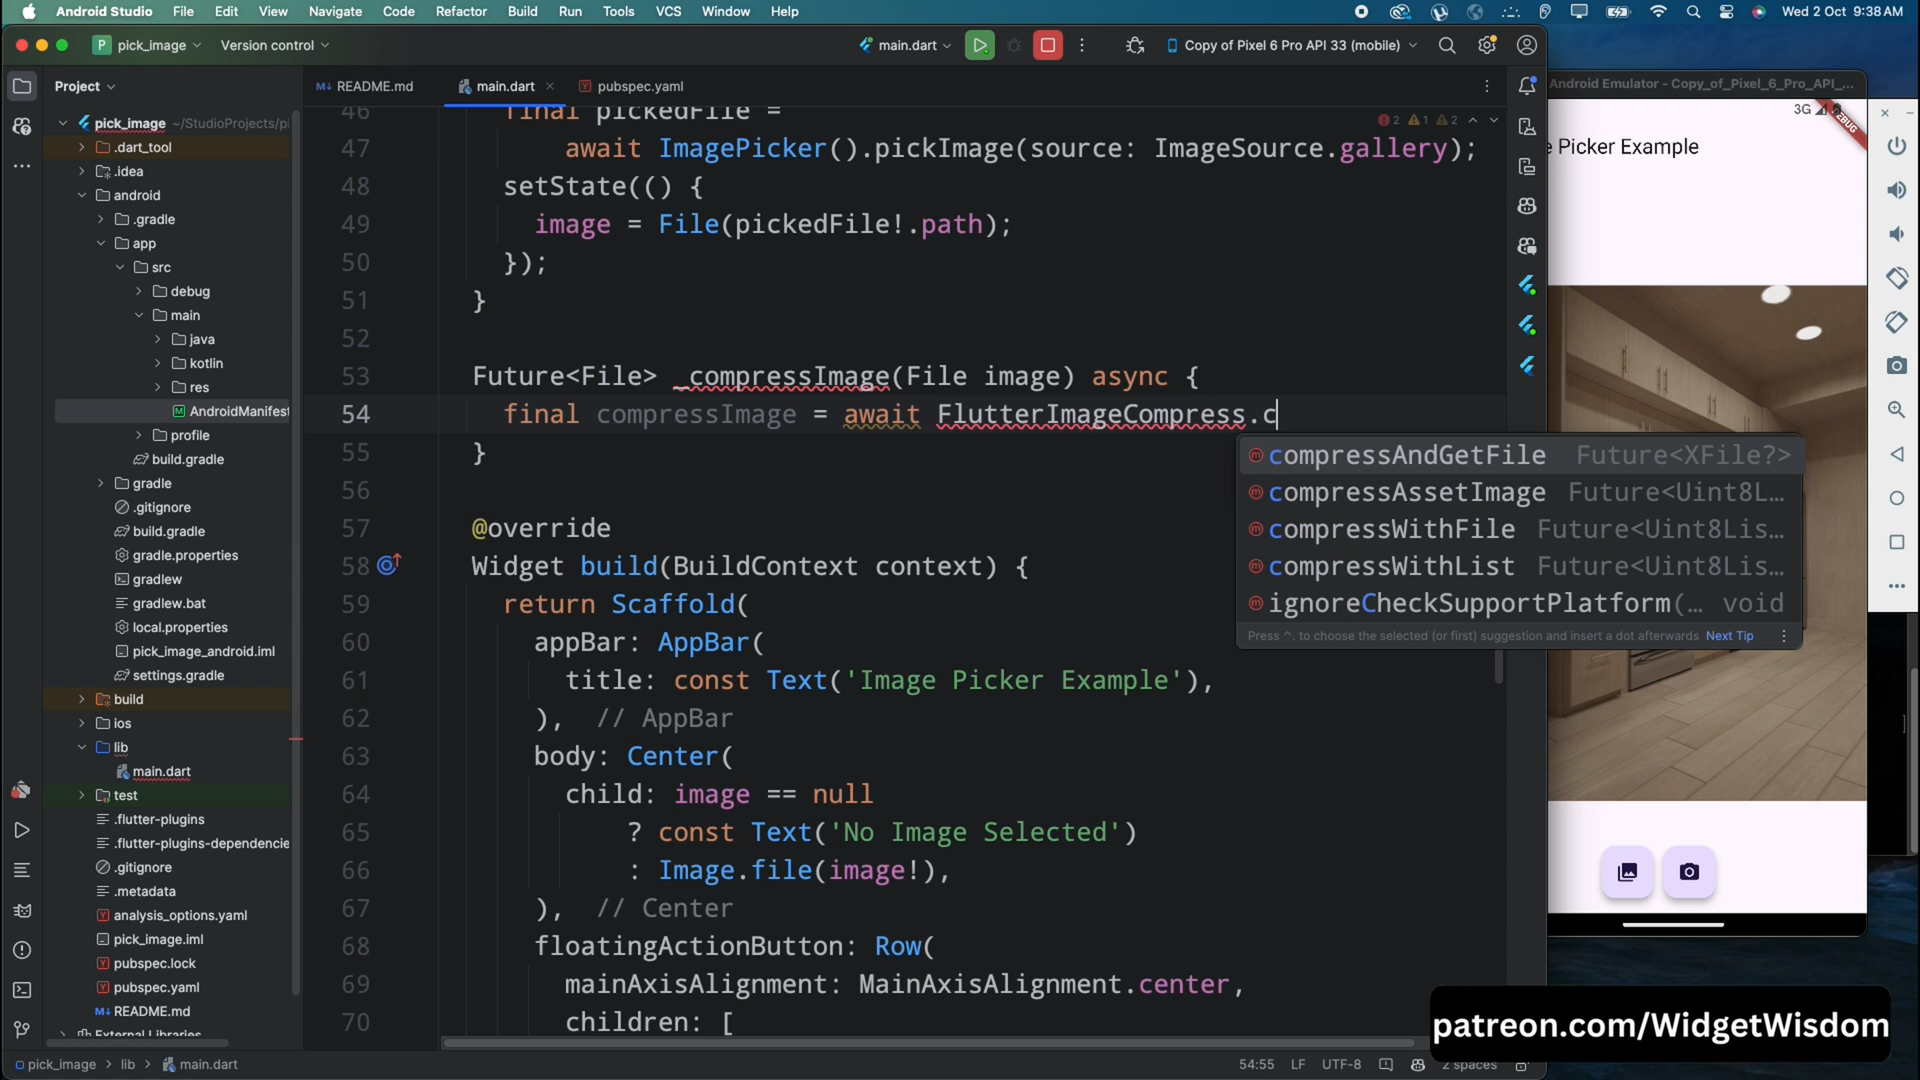 Android Studio File Edit View Navigate Code Refactor Build Run Tools VCS Window Help Wed 2 Oct 9:38 AM
P pick_image Version control main.dart Copy of Pixel 6 Pro API 33 (mobile)
Project README.md main.dart pubspec.yaml
pick_image ~/StudioProjects/pi
.dart_tool
.idea
android
.gradle
app
src
debug
main
java
kotlin
res
AndroidManifest
profile
build.gradle
gradle
.gitignore
build.gradle
gradle.properties
gradlew
gradlew.bat
local.properties
pick_image_android.iml
settings.gradle
build
ios
lib
main.dart
test
.flutter-plugins
.flutter-plugins-dependencie
.gitignore
.metadata
analysis_options.yaml
pick_image.iml
pubspec.lock
pubspec.yaml
README.md
External Libraries
2 1 2
46 final pickedFile =
47 await ImagePicker().pickImage(source: ImageSource.gallery);
48 setState(() {
49 image = File(pickedFile!.path);
50 });
51 }
52
53 Future<File> _compressImage(File image) async {
54 final compressImage = await FlutterImageCompress.c
55 }
56
57 @override
58 Widget build(BuildContext context) {
59 return Scaffold(
60 appBar: AppBar(
61 title: const Text('Image Picker Example'),
62 ), // AppBar
63 body: Center(
64 child: image == null
65 ? const Text('No Image Selected')
66 : Image.file(image!),
67 ), // Center
68 floatingActionButton: Row(
69 mainAxisAlignment: MainAxisAlignment.center,
70 children: [
compressAndGetFile Future<XFile?>
compressAssetImage Future<Uint8L…
compressWithFile Future<Uint8Lis…
compressWithList Future<Uint8Lis…
ignoreCheckSupportPlatform(… void
Press ^. to choose the selected (or first) suggestion and insert a dot afterwards Next Tip
Android Emulator - Copy_of_Pixel_6_Pro_API_...
3G
e Picker Example
patreon.com/WidgetWisdom
pick_image > lib > main.dart 54:55 LF UTF-8 2 spaces